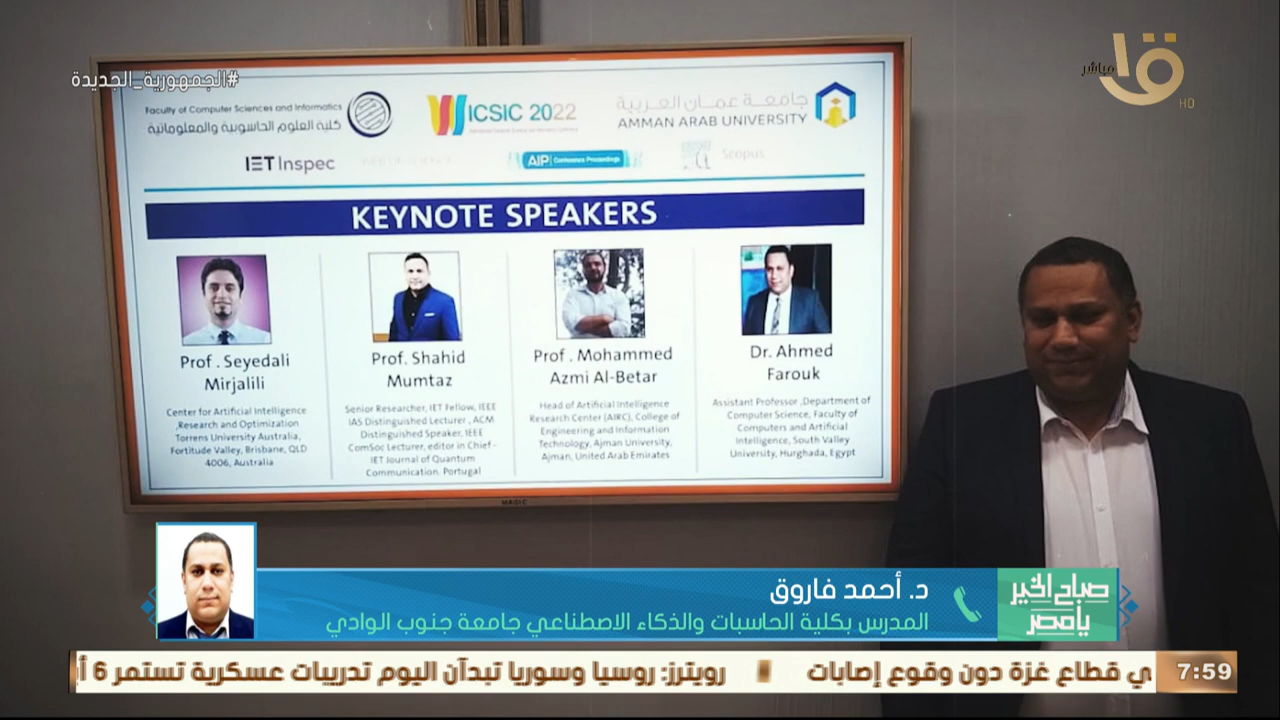 #الجمهورية_الجديدة
مباشر
HD
Faculty of Computer Sciences and Informatics
كلية العلوم الحاسوبية والمعلوماتية
ICSIC 2022
جامعة عمان العربية
AMMAN ARAB UNIVERSITY
IET Inspec
AIP Conference Proceedings
Scopus
KEYNOTE SPEAKERS
Prof . Seyedali
Mirjalili
Center for Artificial Intelligence
,Research and Optimization
Torrens University Australia,
Fortitude Valley, Brisbane, QLD
4006, Australia
Prof. Shahid
Mumtaz
Senior Researcher, IET Fellow, IEEE
IAS Distinguished Lecturer , ACM
Distinguished Speaker, IEEE
ComSoc Lecturer, editor in Chief -
IET Journal of Quantum
Communication. Portugal
Prof . Mohammed
Azmi Al-Betar
Head of Artificial Intelligence
Research Center (AIRC), College of
Engineering and Information
Technology, Ajman University,
Ajman, United Arab Emirates
Dr. Ahmed
Farouk
Assistant Professor ,Department of
Computer Science, Faculty of
Computers and Artificial
Intelligence, South Valley
University, Hurghada, Egypt
MAGIC
صباح الخير
يا مصر
د. أحمد فاروق
المدرس بكلية الحاسبات والذكاء الاصطناعي جامعة جنوب الوادي
7:59
ي قطاع غزة دون وقوع إصابات رويترز: روسيا وسوريا تبدآن اليوم تدريبات عسكرية تستمر 6